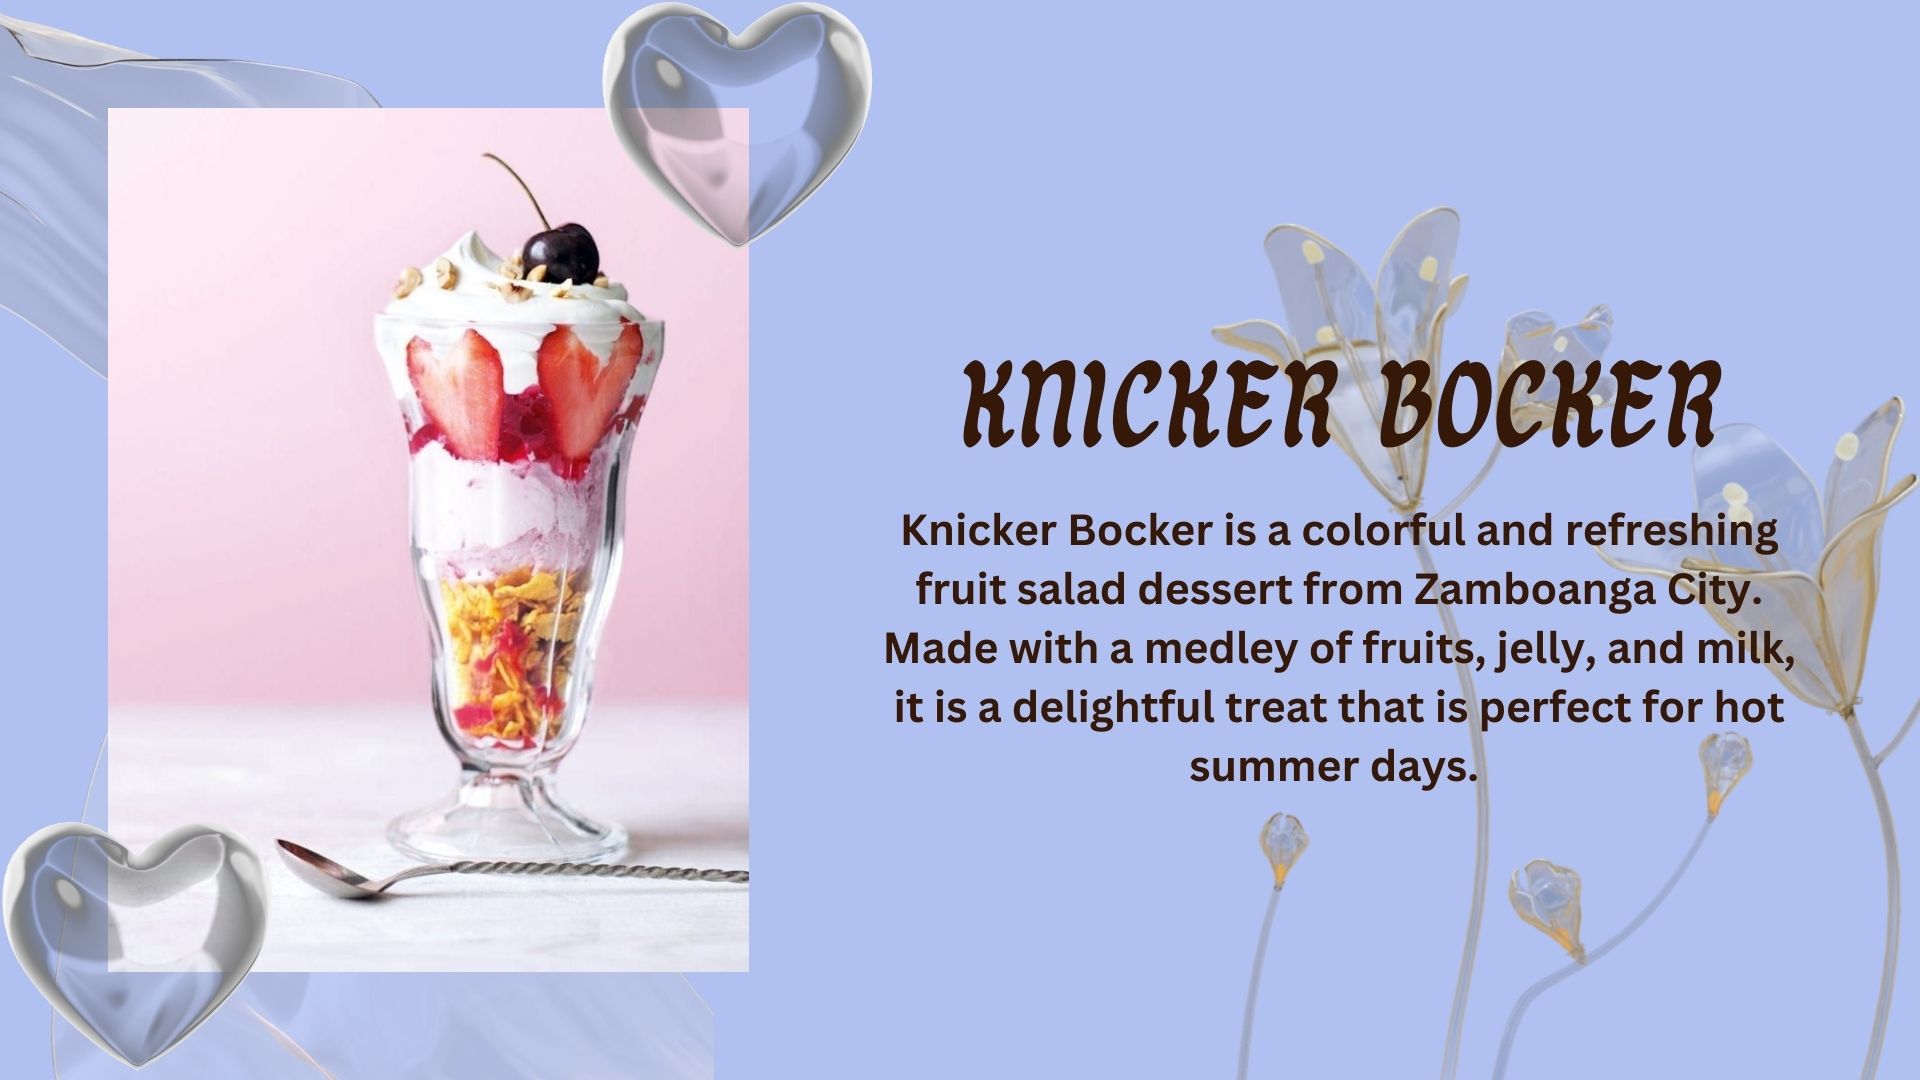 KNICKER BOCKER
Knicker Bocker is a colorful and refreshing
fruit salad dessert from Zamboanga City.
Made with a medley of fruits, jelly, and milk,
it is a delightful treat that is perfect for hot
summer days.